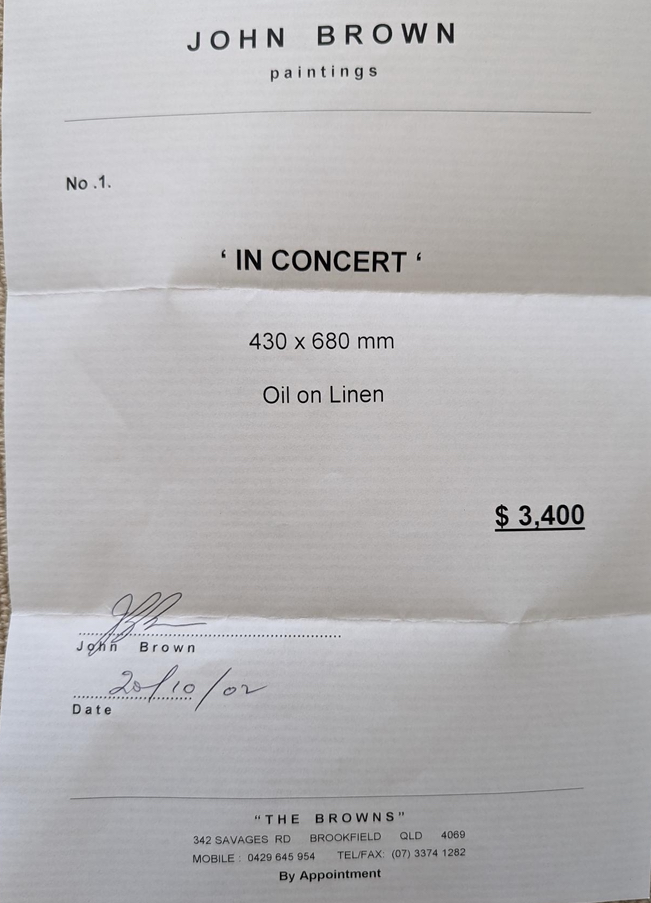 JOHN BROWN
paintings
No .1.
‘ IN CONCERT ‘
430 x 680 mm
Oil on Linen
$ 3,400
John Brown
20/10/02
Date
“THE BROWNS”
342 SAVAGES RD BROOKFIELD QLD 4069
MOBILE : 0429 645 954 TEL/FAX: (07) 3374 1282
By Appointment